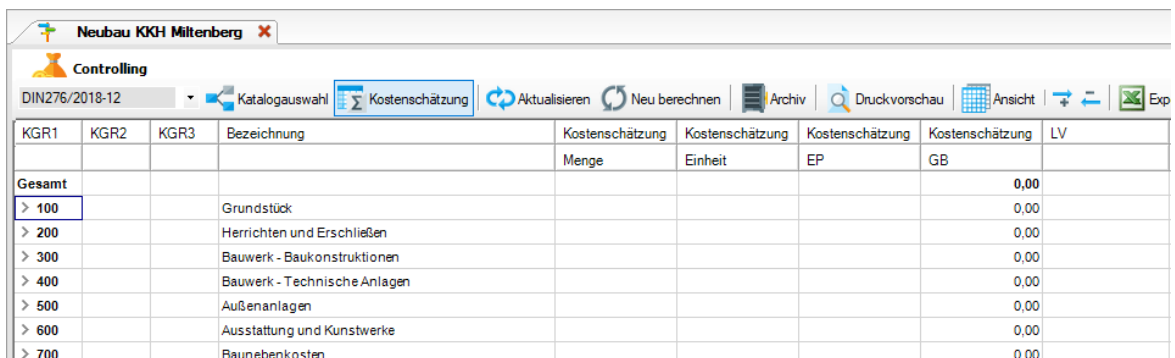 Neubau KKH Miltenberg
Controlling
DIN276/2018-12 Katalogauswahl Kostenschätzung Aktualisieren Neu berechnen Archiv Druckvorschau Ansicht Exp
KGR1 KGR2 KGR3 Bezeichnung Kostenschätzung Kostenschätzung Kostenschätzung Kostenschätzung LV
Menge Einheit EP GB
Gesamt 0,00
> 100 Grundstück 0,00
> 200 Herrichten und Erschließen 0,00
> 300 Bauwerk - Baukonstruktionen 0,00
> 400 Bauwerk - Technische Anlagen 0,00
> 500 Außenanlagen 0,00
> 600 Ausstattung und Kunstwerke 0,00
> 700 Baunebenkosten 0,00